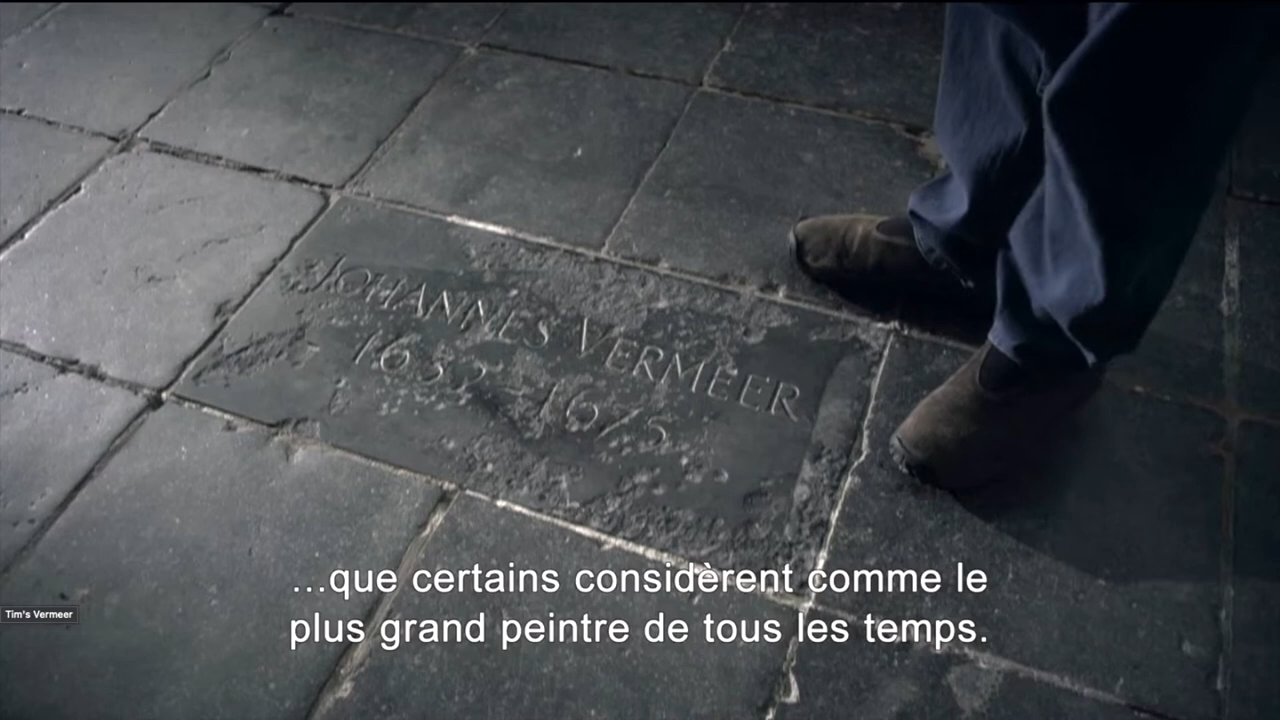 JOHANNES VERMEER
1632-1675
Tim's Vermeer
...que certains considèrent comme le
plus grand peintre de tous les temps.